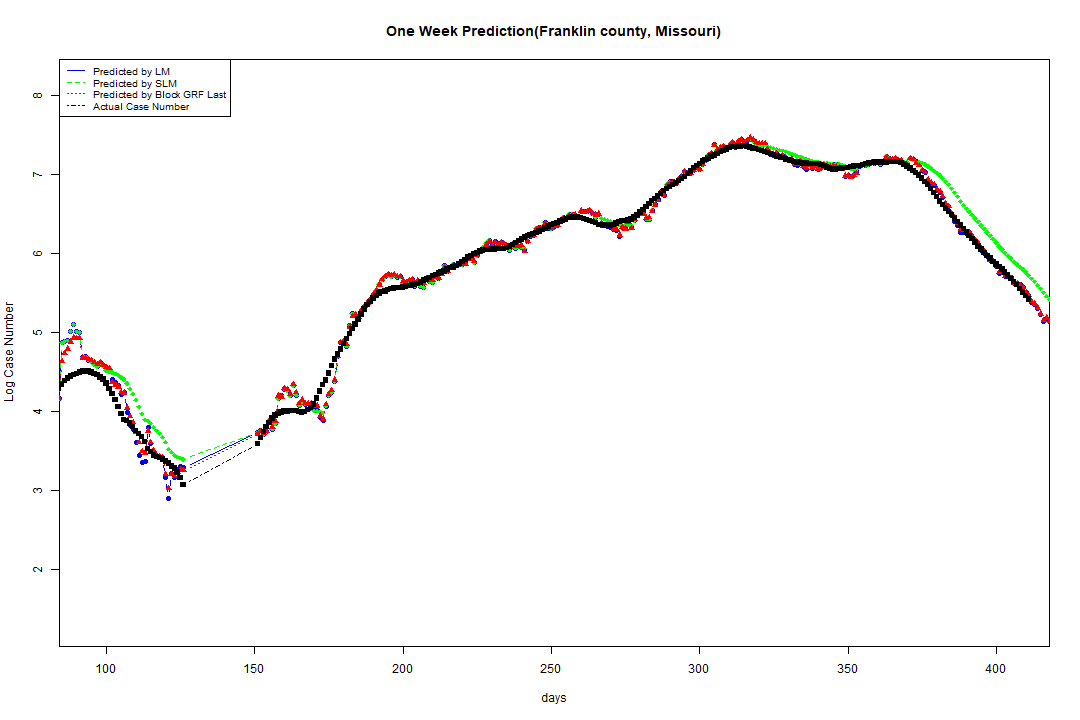 One Week Prediction(Franklin county, Missouri)
Predicted by LM
Predicted by SLM
Predicted by Block GRF Last
Actual Case Number
8
7
6
5
4
3
2
Log Case Number
100 150 200 250 300 350 400
days